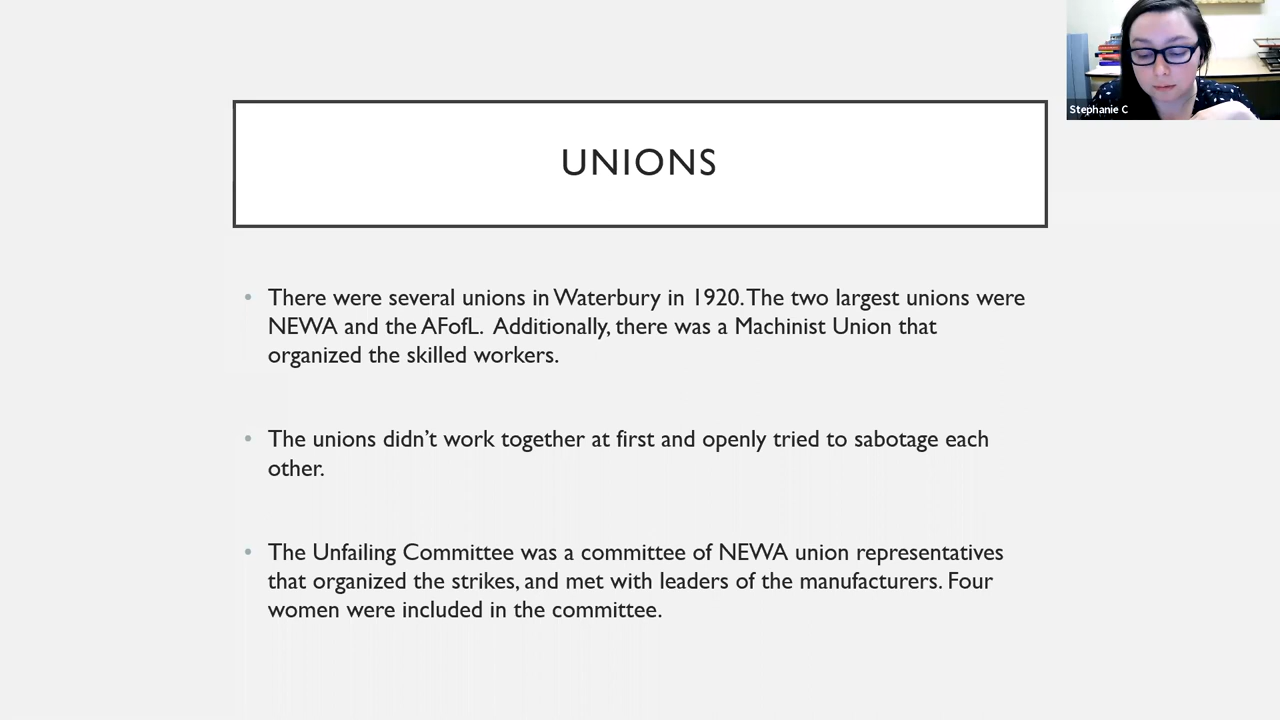 UNIONS
Stephanie C
• There were several unions in Waterbury in 1920. The two largest unions were
NEWA and the AFofL. Additionally, there was a Machinist Union that
organized the skilled workers.
• The unions didn't work together at first and openly tried to sabotage each
other.
• The Unfailing Committee was a committee of NEWA union representatives
that organized the strikes, and met with leaders of the manufacturers. Four
women were included in the committee.